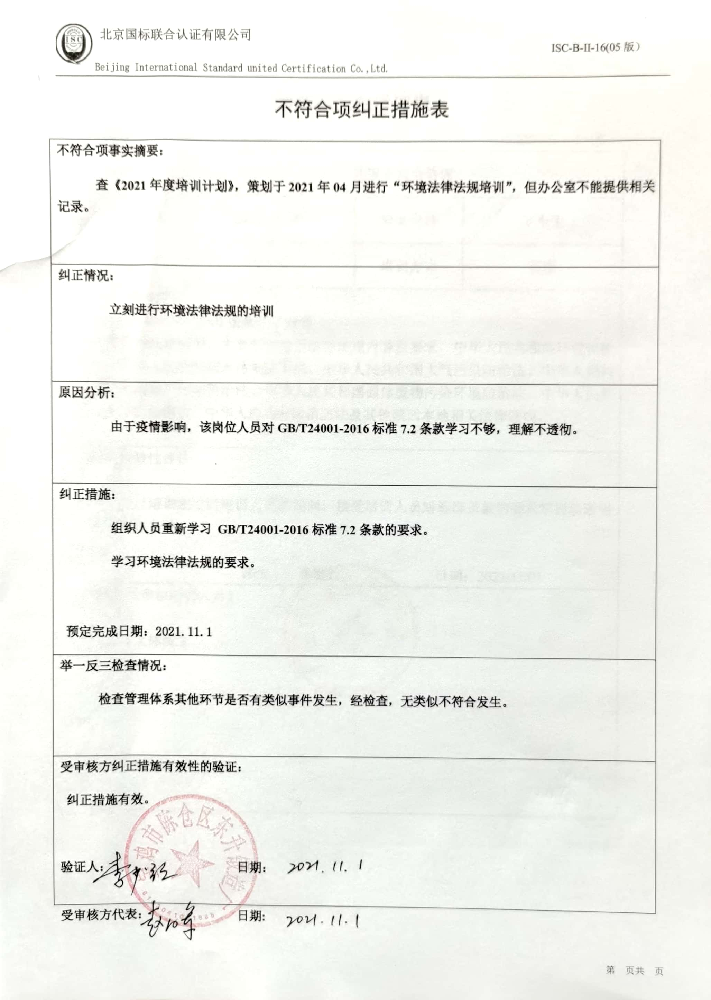 ISC
北京国标联合认证有限公司
ISC-B-II-16(05 版)
Beijing International Standard united Certification Co.,Ltd.
不符合项纠正措施表
不符合项事实摘要：
查《2021 年度培训计划》，策划于 2021 年 04 月进行“环境法律法规培训”，但办公室不能提供相关
记录。
纠正情况：
立刻进行环境法律法规的培训
原因分析：
由于疫情影响，该岗位人员对 GB/T24001-2016 标准 7.2 条款学习不够，理解不透彻。
纠正措施：
组织人员重新学习 GB/T24001-2016 标准 7.2 条款的要求。
学习环境法律法规的要求。
预定完成日期：2021.11.1
举一反三检查情况：
检查管理体系其他环节是否有类似事件发生，经检查，无类似不符合发生。
受审核方纠正措施有效性的验证：
纠正措施有效。
鸡市陈仓区东升
验证人： 日期： 2021.11.1
受审核方代表： 日期： 2021.11.1
第 页共 页